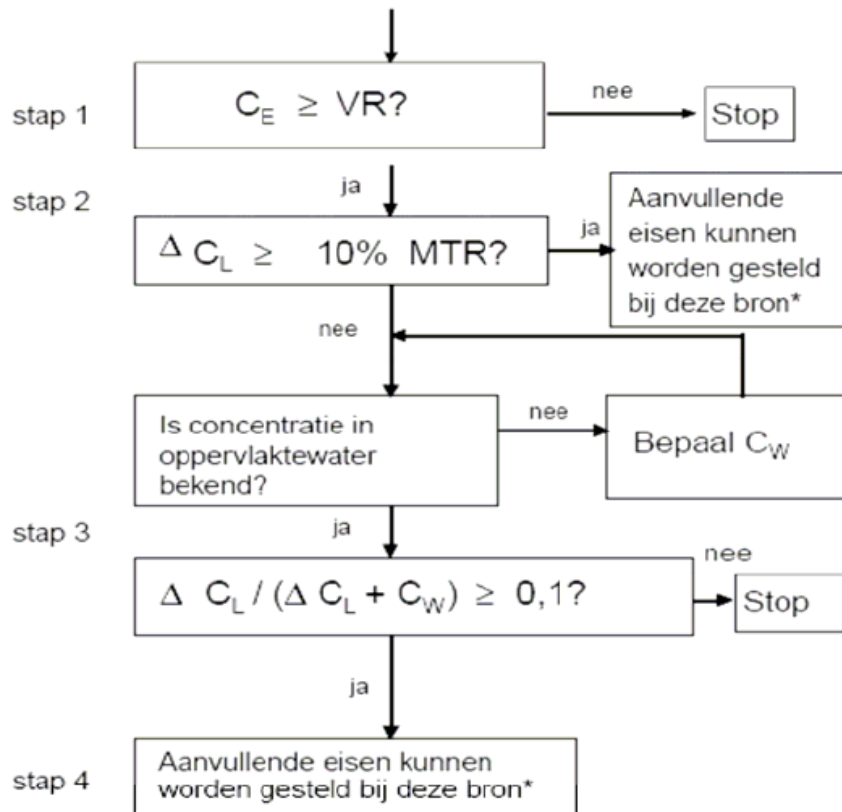 stap 1
C_E ≥ VR?
nee
Stop
ja
stap 2
Δ C_L ≥ 10% MTR?
ja
Aanvullende
eisen kunnen
worden gesteld
bij deze bron*
nee
Is concentratie in
oppervlaktewater
bekend?
nee
Bepaal C_W
ja
stap 3
Δ C_L / (Δ C_L + C_W) ≥ 0,1?
nee
Stop
ja
stap 4
Aanvullende eisen kunnen
worden gesteld bij deze bron*